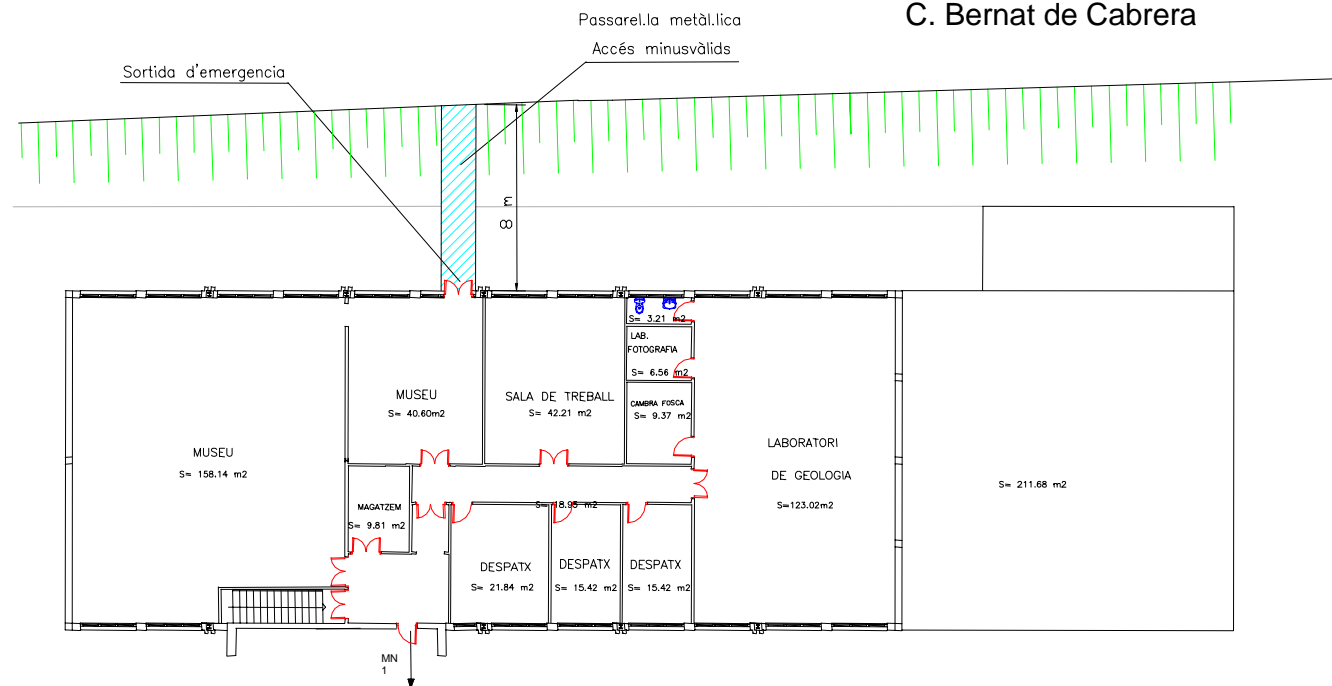 C. Bernat de Cabrera
Passarel.la metàl.lica
Accés minusvàlids
Sortida d'emergencia
8 m
S= 3.21 m2
LAB.
FOTOGRAFIA
S= 6.56 m2
MUSEU
S= 40.60m2
SALA DE TREBALL
S= 42.21 m2
CAMBRA FOSCA
S= 9.37 m2
MUSEU
S= 158.14 m2
LABORATORI
DE GEOLOGIA
S=123.02m2
S= 211.68 m2
MAGATZEM
S= 9.81 m2
S= 18.95 m2
DESPATX
S= 21.84 m2
DESPATX
S= 15.42 m2
DESPATX
S= 15.42 m2
MN
1